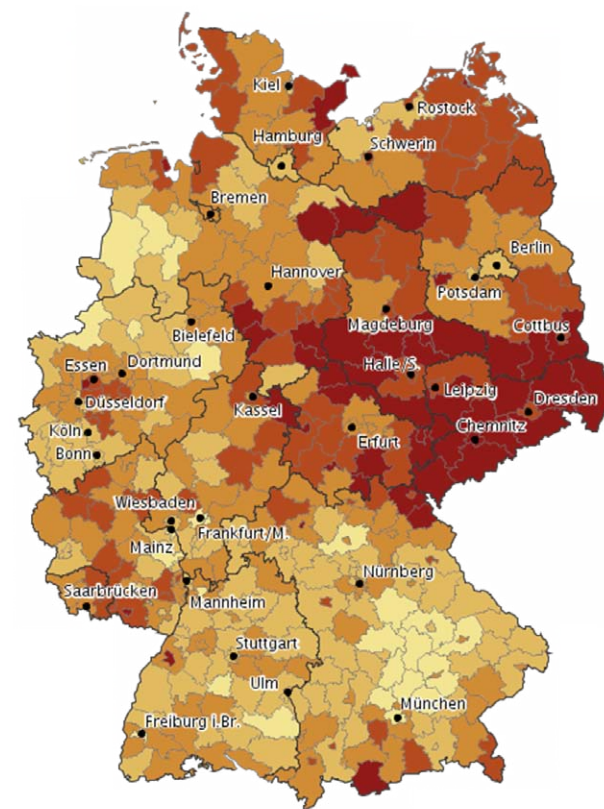 Kiel
Rostock
Hamburg
Schwerin
Bremen
Berlin
Hannover
Potsdam
Bielefeld
Magdeburg
Cottbus
Essen
Dortmund
Halle/S.
Leipzig
Dresden
Düsseldorf
Kassel
Köln
Chemnitz
Erfurt
Bonn
Wiesbaden
Frankfurt/M.
Mainz
Nürnberg
Saarbrücken
Mannheim
Stuttgart
Ulm
München
Freiburg i.Br.